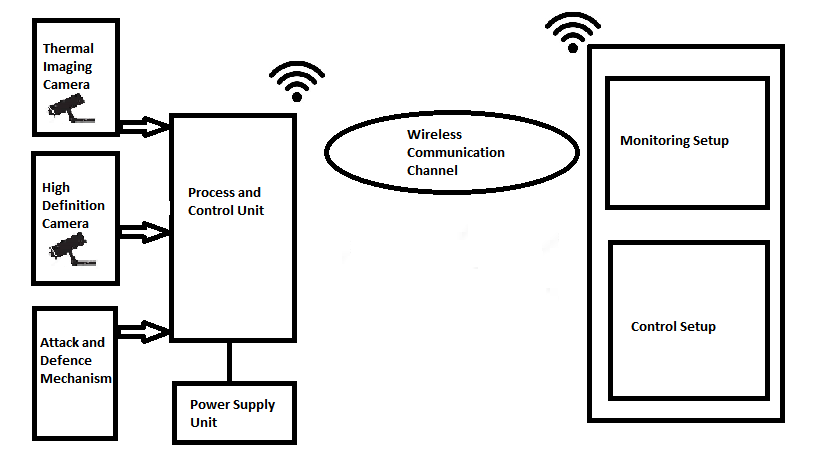 Thermal
Imaging
Camera
High
Definition
Camera
Attack and
Defence
Mechanism
Process and
Control Unit
Power Supply
Unit
Wireless
Communication
Channel
Monitoring Setup
Control Setup